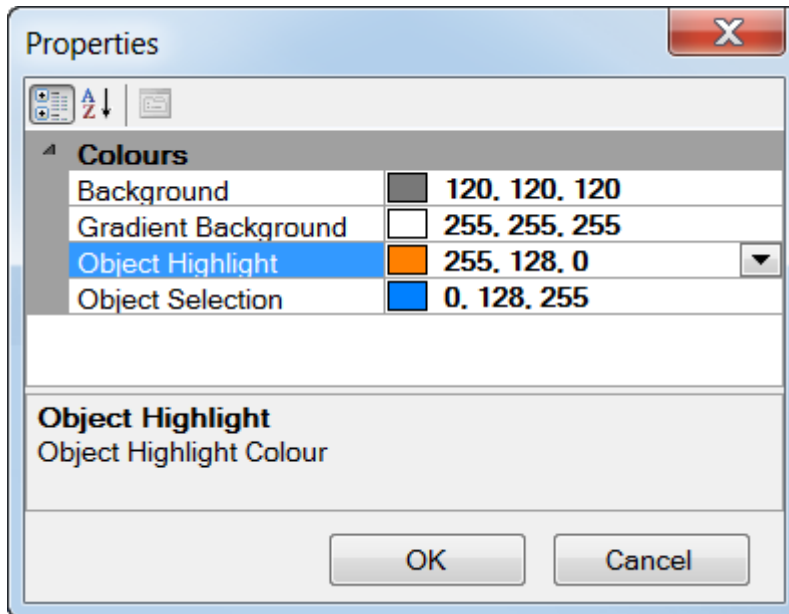 Properties
Colours
Background 120, 120, 120
Gradient Background 255, 255, 255
Object Highlight 255, 128, 0
Object Selection 0, 128, 255
Object Highlight
Object Highlight Colour
OK Cancel